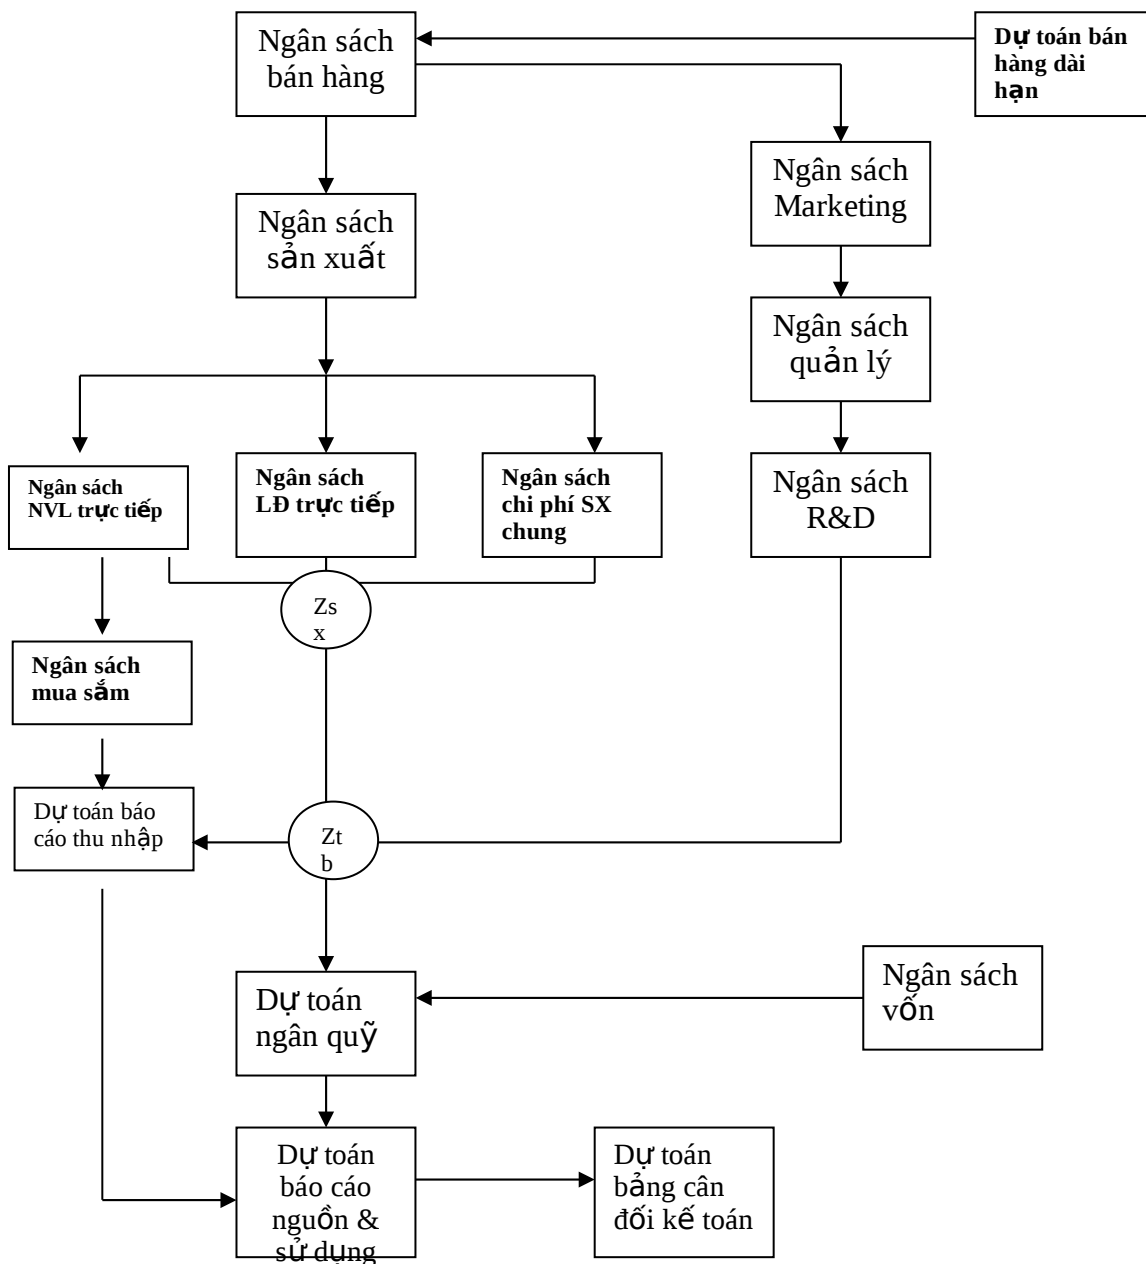 Ngân sách
bán hàng
Dự toán bán
hàng dài
hạn
Ngân sách
Marketing
Ngân sách
sản xuất
Ngân sách
quản lý
Ngân sách
NVL trực tiếp
Ngân sách
LĐ trực tiếp
Ngân sách
chi phí SX
chung
Ngân sách
R&D
Zs
x
Ngân sách
mua sắm
Dự toán báo
cáo thu nhập
Zt
b
Ngân sách
vốn
Dự toán
ngân quỹ
Dự toán
báo cáo
nguồn &
sử dụng
Dự toán
bảng cân
đối kế toán